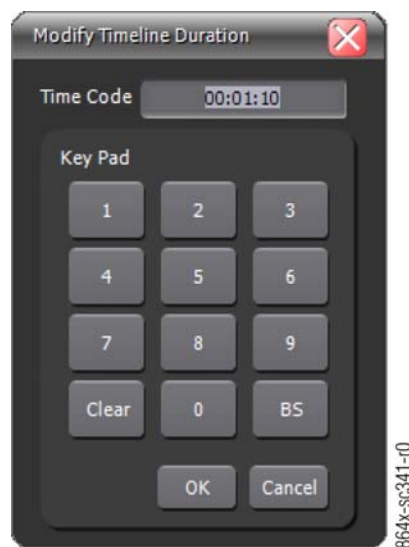 Modify Timeline Duration
Time Code 00:01:10
Key Pad
1 2 3
4 5 6
7 8 9
Clear 0 BS
OK Cancel
864x-sc341-r0